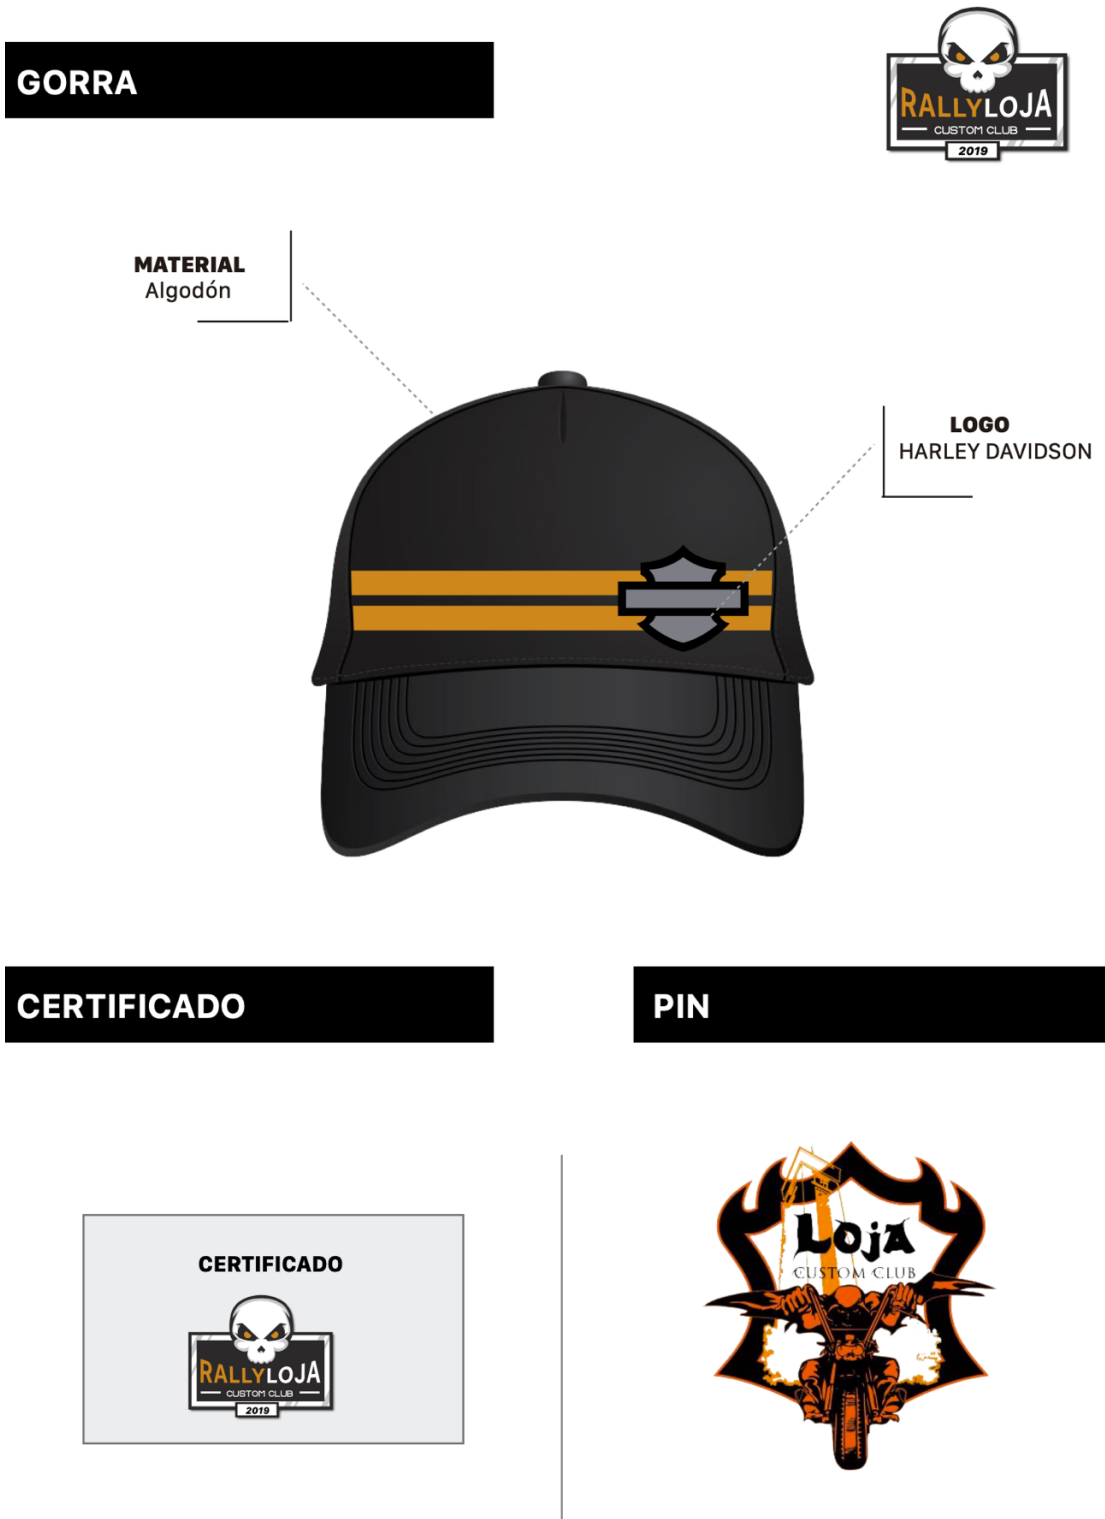 GORRA
RALLYLOJA
CUSTOM CLUB
2019
MATERIAL
Algodón
LOGO
HARLEY DAVIDSON
CERTIFICADO
PIN
CERTIFICADO
RALLYLOJA
CUSTOM CLUB
2019
LOJA
CUSTOM CLUB